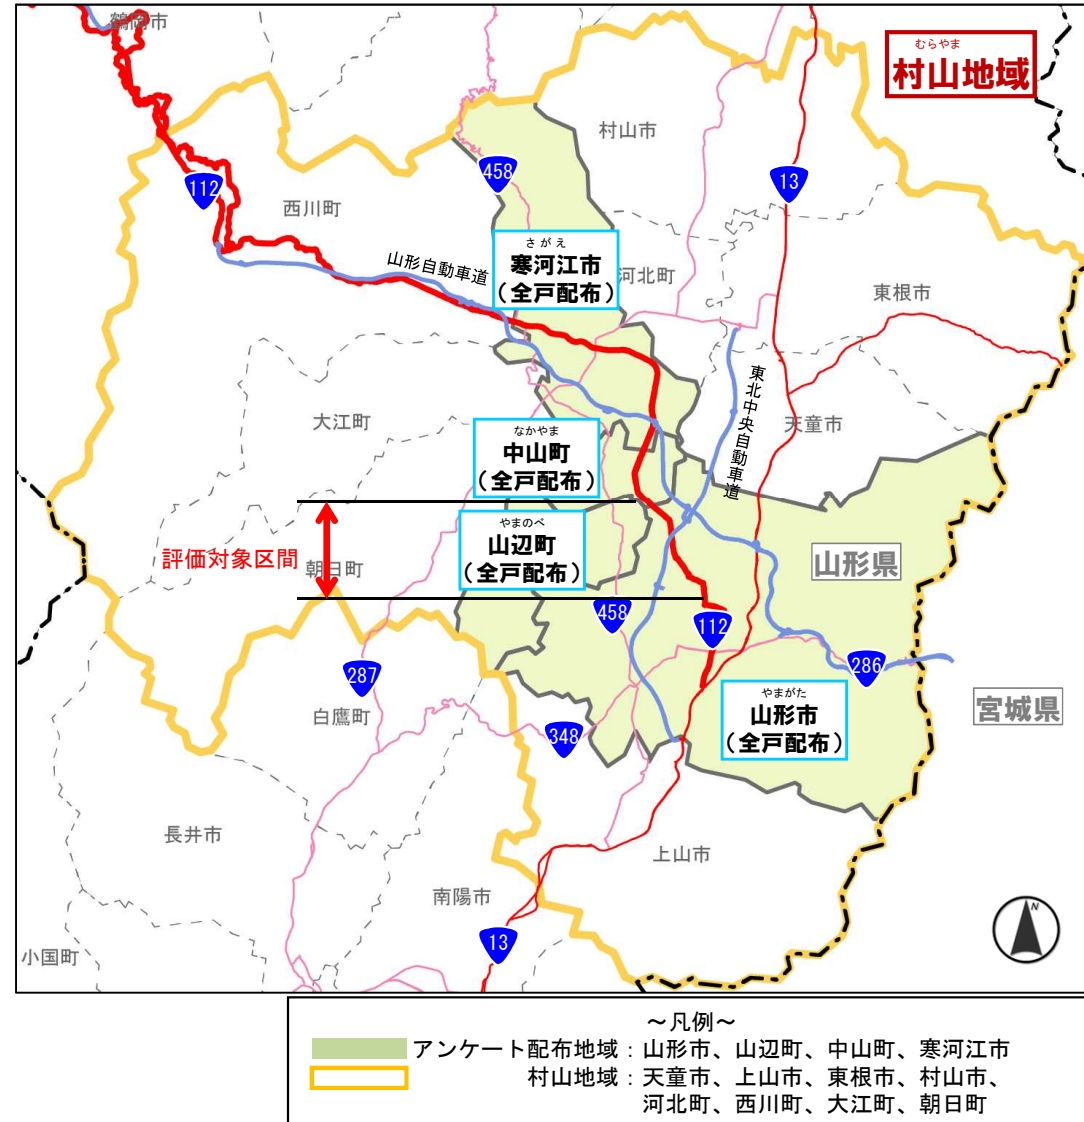 鶴岡市
むらやま
村山地域
村山市
458
13
112
西川町
山形自動車道
さがえ
寒河江市
(全戸配布)
河北町
東根市
東北中央自動車道
大江町
天童市
なかやま
中山町
(全戸配布)
やまのべ
山辺町
(全戸配布)
評価対象区間
朝日町
山形県
458
112
286
287
やまがた
山形市
(全戸配布)
宮城県
白鷹町
348
長井市
上山市
南陽市
13
小国町
N
～凡例～
アンケート配布地域：山形市、山辺町、中山町、寒河江市
村山地域：天童市、上山市、東根市、村山市、
河北町、西川町、大江町、朝日町